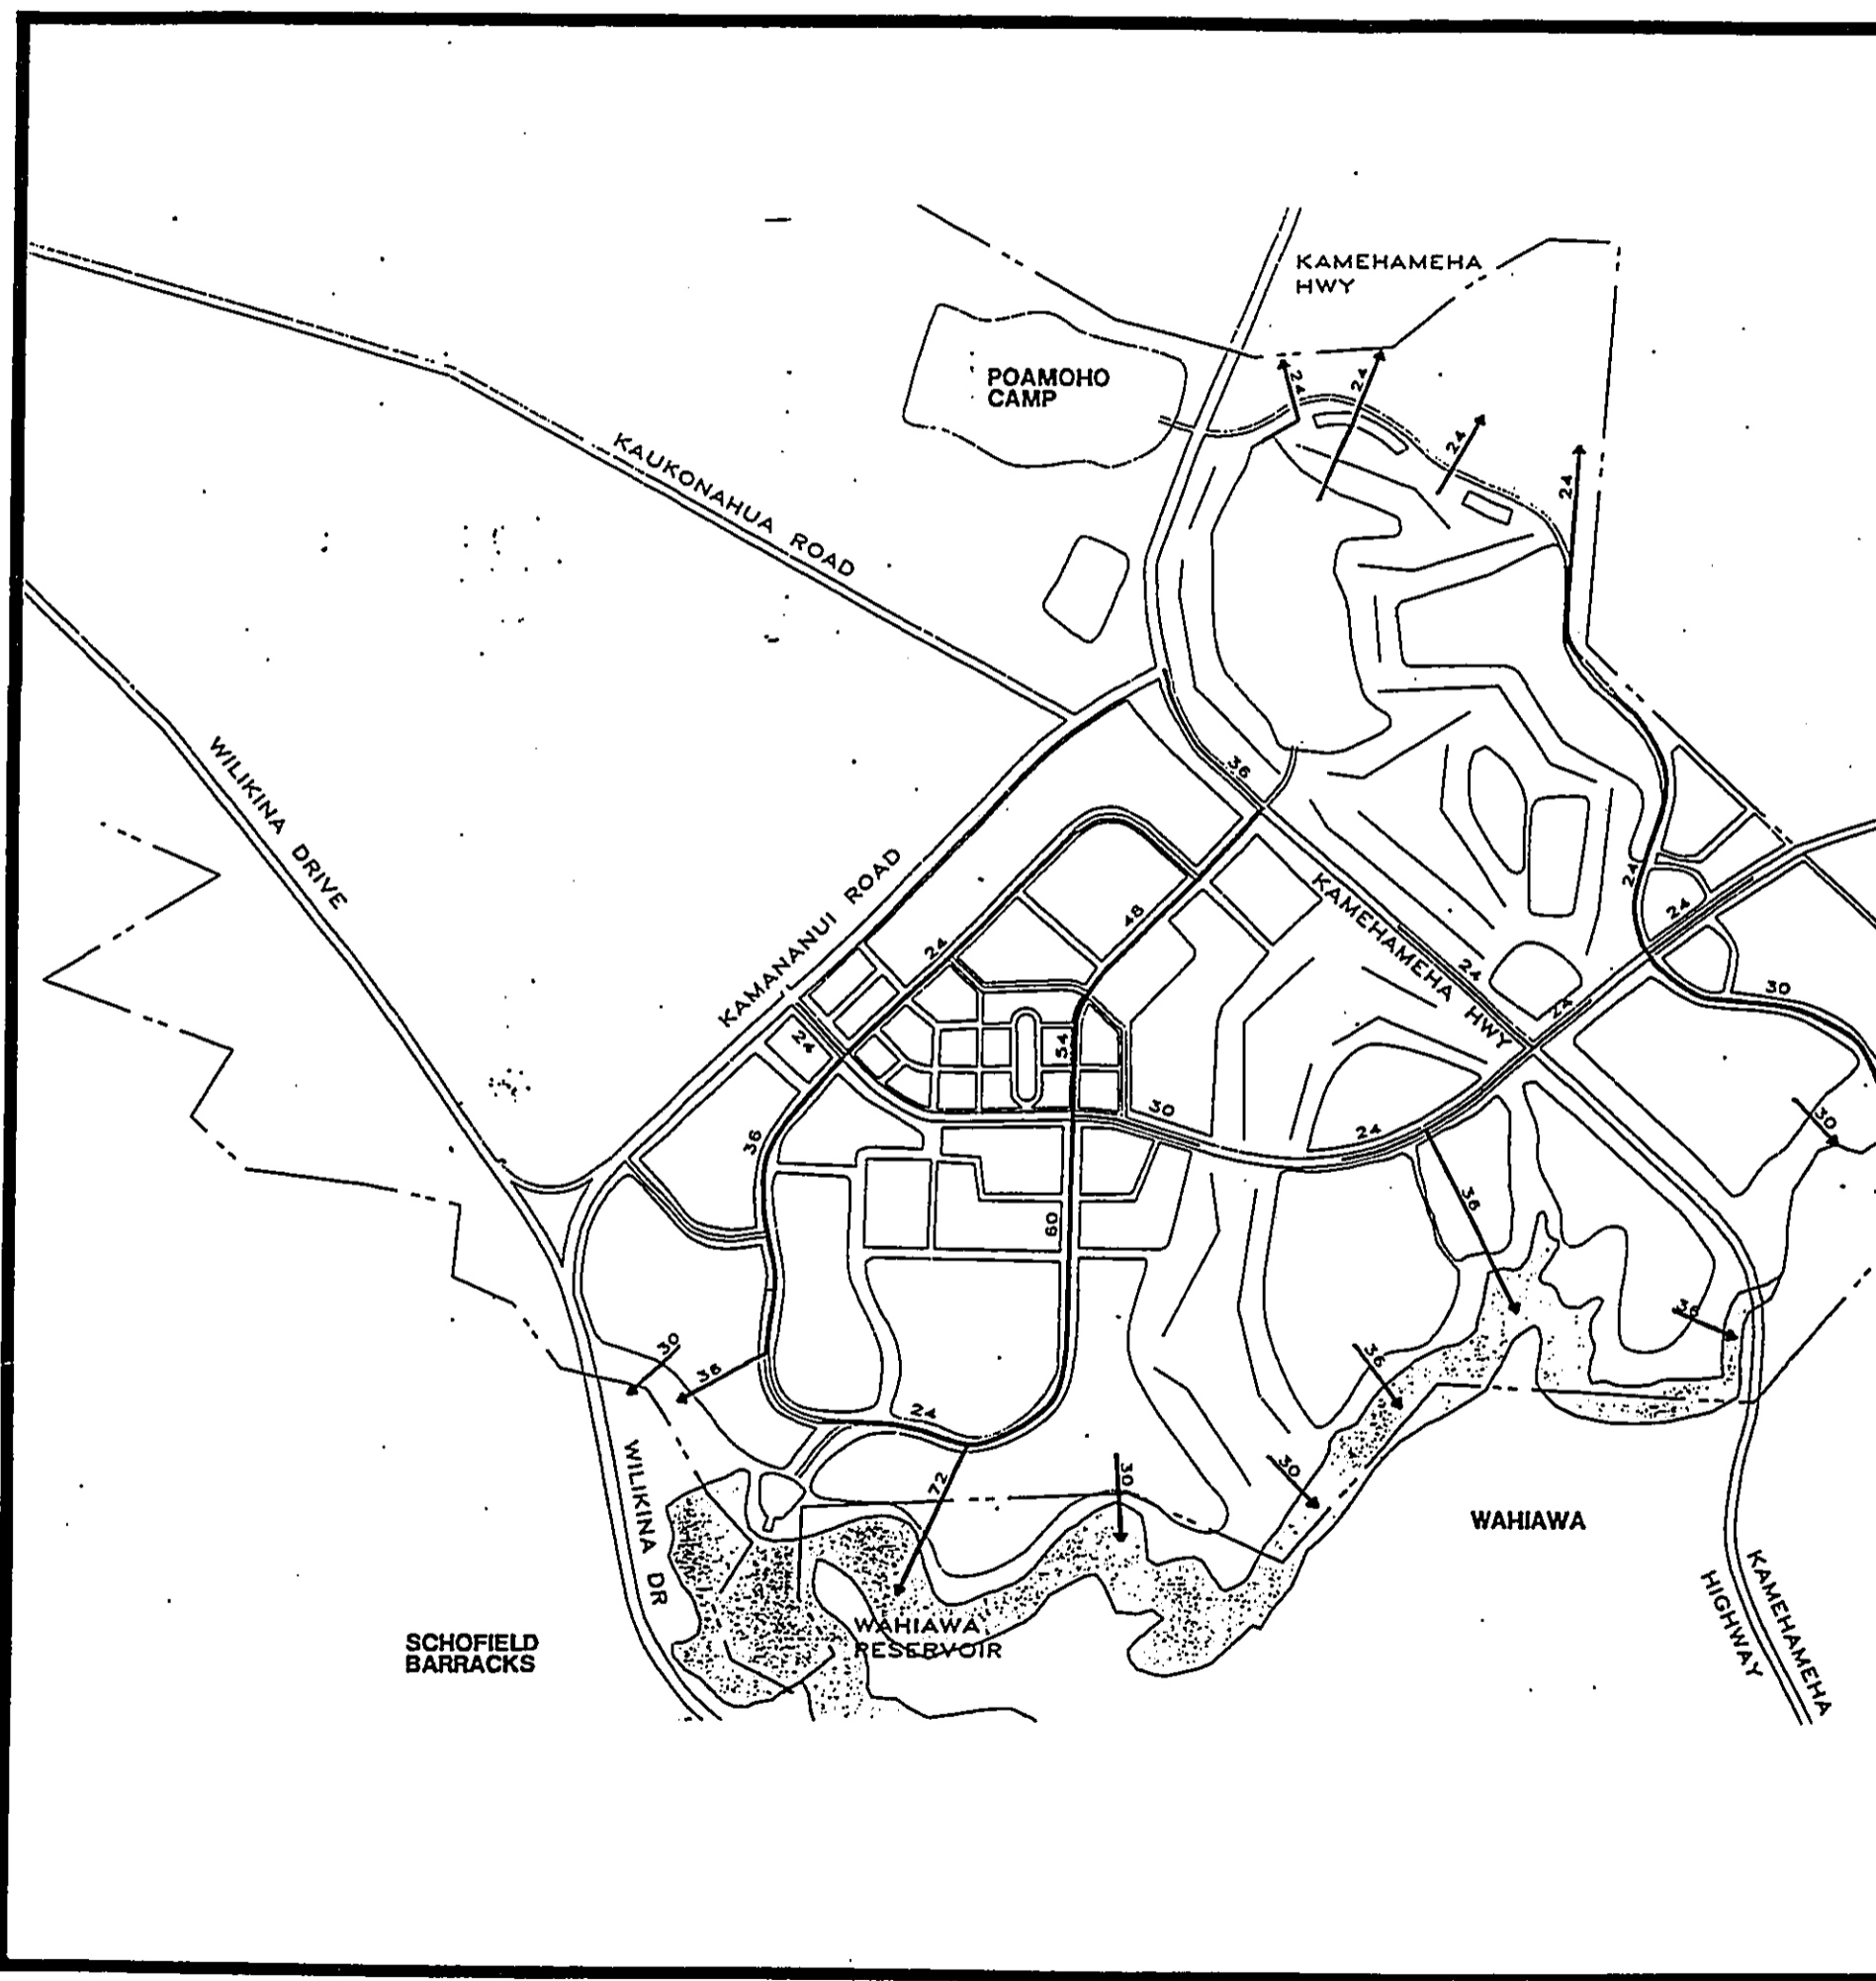 KAMEHAMEHA
HWY
24
24
POAMOHO
CAMP
24
24
KAUKONAHUA ROAD
WILIKINA DRIVE
36
KAMANANUI ROAD
KAMEHAMEHA HWY
24
24
48
24
24
24
30
24
54
30
24
30
36
36
60
30
36
36
36
24
72
30
30
WILIKINA DR
WAHIAWA
WAHIAWA
RESERVOIR
SCHOFIELD
BARRACKS
KAMEHAMEHA
HIGHWAY